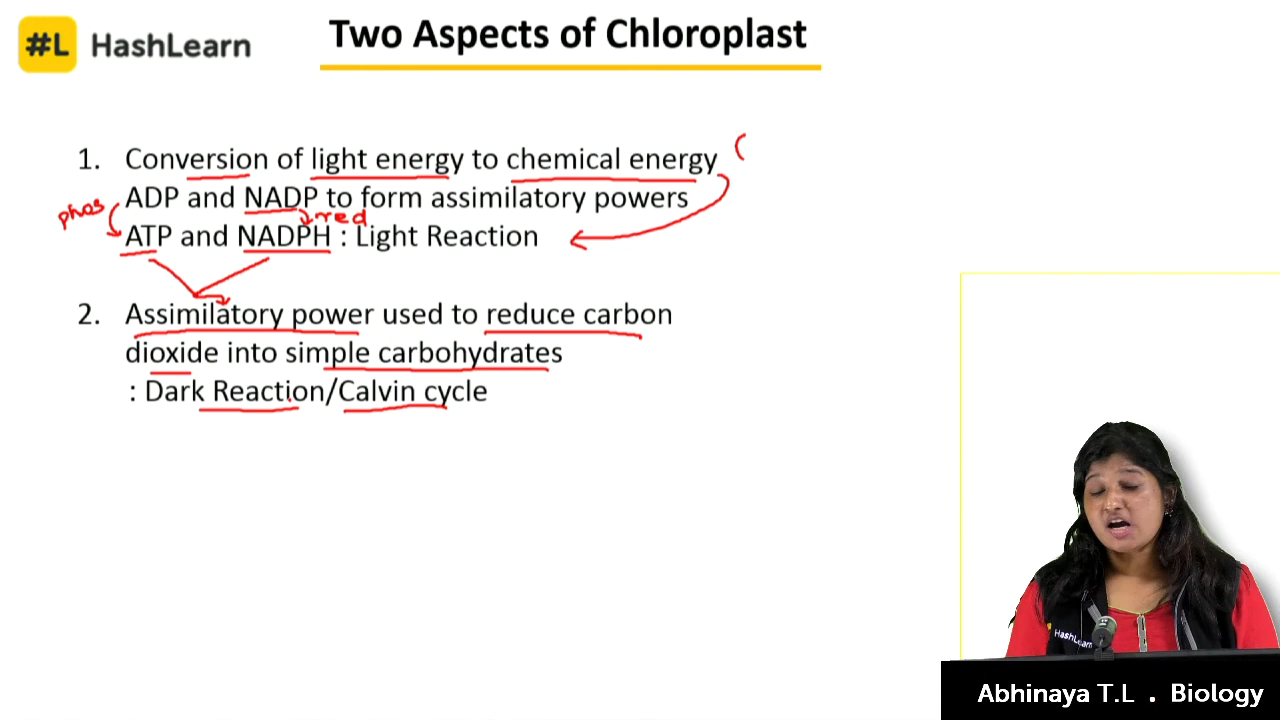 #L HashLearn
Two Aspects of Chloroplast
1. Conversion of light energy to chemical energy (
ADP and NADP to form assimilatory powers
phos
red
ATP and NADPH : Light Reaction
2. Assimilatory power used to reduce carbon
dioxide into simple carbohydrates
: Dark Reaction/Calvin cycle
HashLearn
Abhinaya T.L . Biology